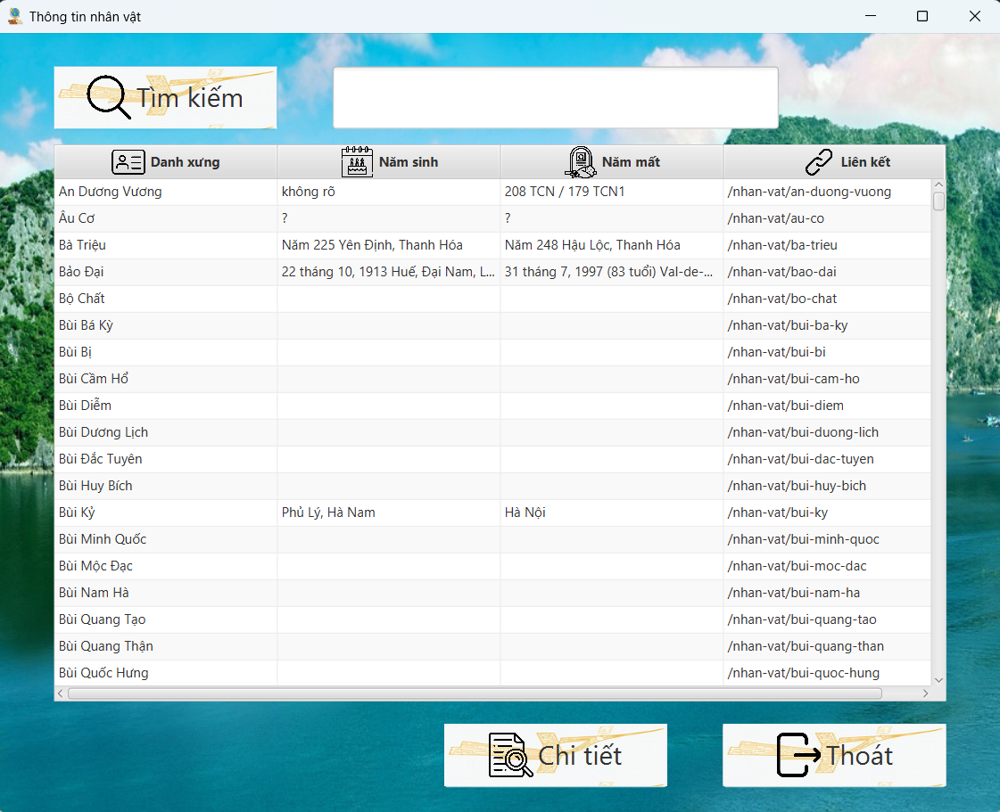 Thông tin nhân vật
Tìm kiếm
Danh xưng Năm sinh Năm mất Liên kết
An Dương Vương không rõ 208 TCN / 179 TCN1 /nhan-vat/an-duong-vuong
Âu Cơ ? ? /nhan-vat/au-co
Bà Triệu Năm 225 Yên Định, Thanh Hóa Năm 248 Hậu Lộc, Thanh Hóa /nhan-vat/ba-trieu
Bảo Đại 22 tháng 10, 1913 Huế, Đại Nam, L... 31 tháng 7, 1997 (83 tuổi) Val-de-... /nhan-vat/bao-dai
Bộ Chất /nhan-vat/bo-chat
Bùi Bá Kỳ /nhan-vat/bui-ba-ky
Bùi Bị /nhan-vat/bui-bi
Bùi Cầm Hổ /nhan-vat/bui-cam-ho
Bùi Diễm /nhan-vat/bui-diem
Bùi Dương Lịch /nhan-vat/bui-duong-lich
Bùi Đắc Tuyên /nhan-vat/bui-dac-tuyen
Bùi Huy Bích /nhan-vat/bui-huy-bich
Bùi Kỷ Phủ Lý, Hà Nam Hà Nội /nhan-vat/bui-ky
Bùi Minh Quốc /nhan-vat/bui-minh-quoc
Bùi Mộc Đạc /nhan-vat/bui-moc-dac
Bùi Nam Hà /nhan-vat/bui-nam-ha
Bùi Quang Tạo /nhan-vat/bui-quang-tao
Bùi Quang Thận /nhan-vat/bui-quang-than
Bùi Quốc Hưng /nhan-vat/bui-quoc-hung
Chi tiết Thoát